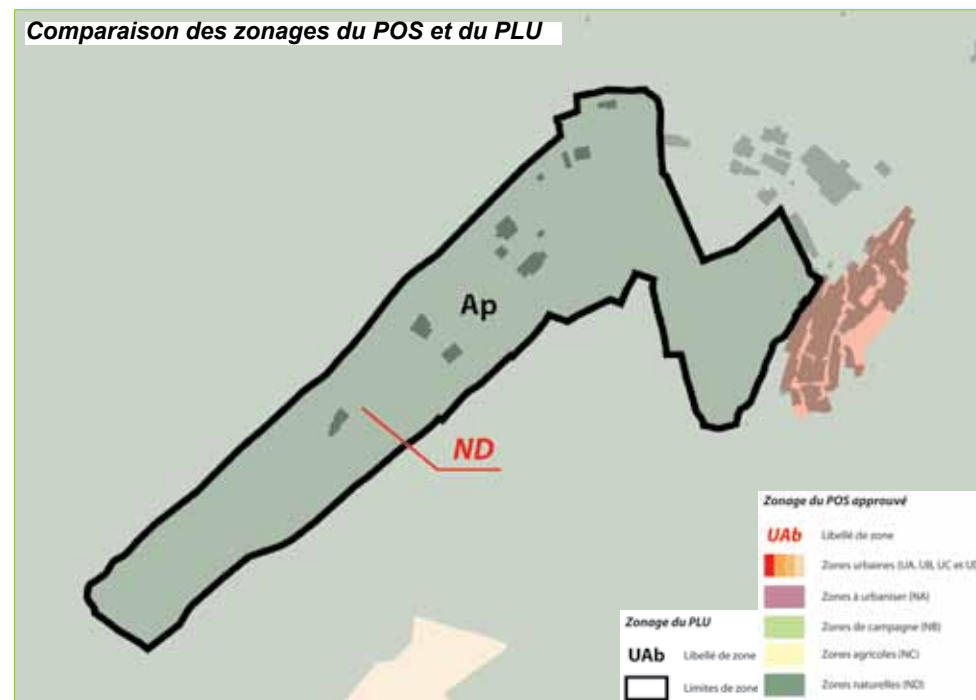 Comparaison des zonages du POS et du PLU
Ap
ND
Zonage du POS approuvé
UAb Libellé de zone
Zones urbaines (UA, UB, UC et UD
Zones à urbaniser (NA)
Zones de campagne (NB)
Zones agricoles (NC)
Zones naturelles (ND)
Zonage du PLU
UAb Libellé de zone
Limites de zone